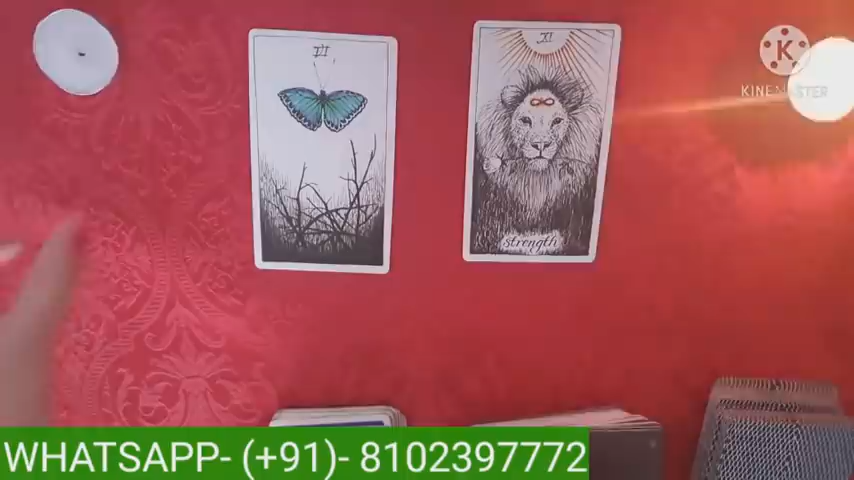 VI
XI
K
KINEMASTER
strength
WHATSAPP- (+91)- 8102397772